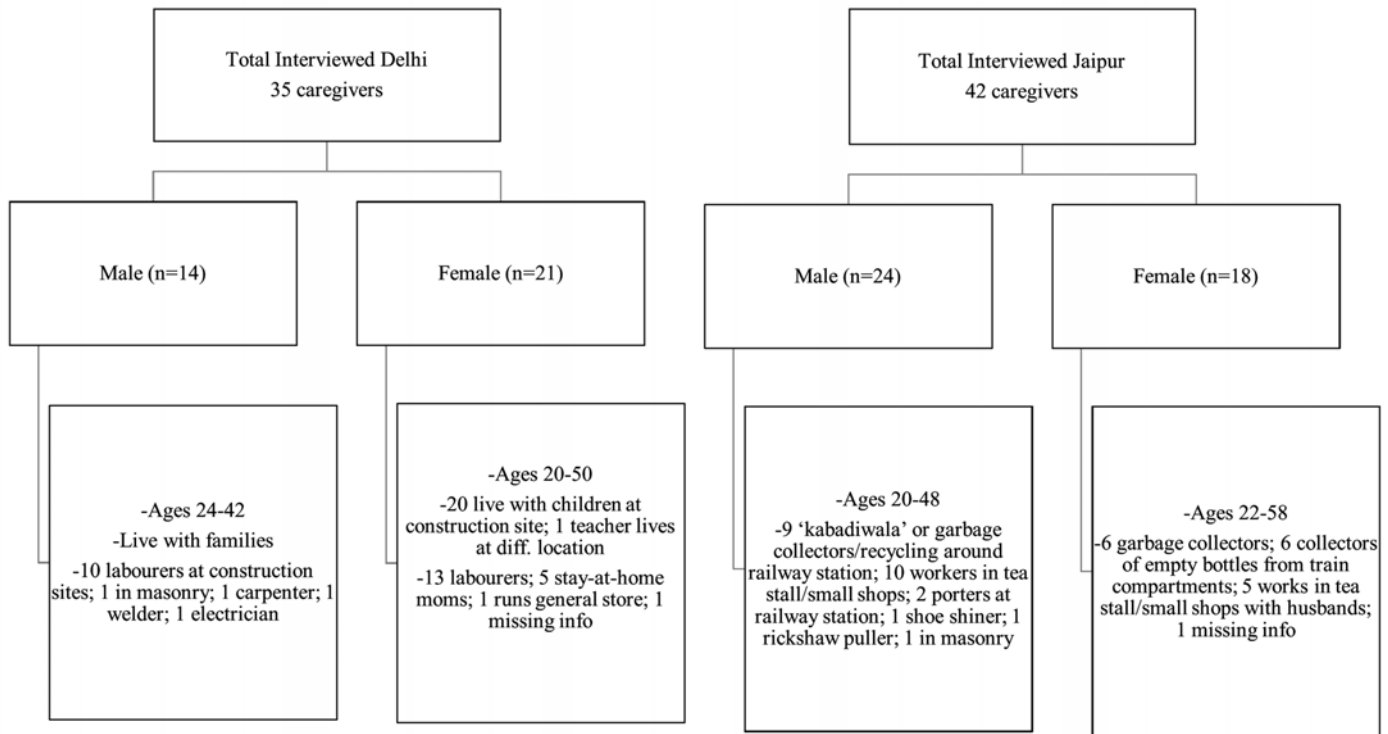 Total Interviewed Delhi
35 caregivers
Total Interviewed Jaipur
42 caregivers
Male (n=14)
Female (n=21)
Male (n=24)
Female (n=18)
-Ages 24-42
-Live with families
-10 labourers at construction
sites; 1 in masonry; 1 carpenter; 1
welder; 1 electrician
-Ages 20-50
-20 live with children at
construction site; 1 teacher lives
at diff. location
-13 labourers; 5 stay-at-home
moms; 1 runs general store; 1
missing info
-Ages 20-48
-9 ‘kabadiwala’ or garbage
collectors/recycling around
railway station; 10 workers in tea
stall/small shops; 2 porters at
railway station; 1 shoe shiner; 1
rickshaw puller; 1 in masonry
-Ages 22-58
-6 garbage collectors; 6 collectors
of empty bottles from train
compartments; 5 works in tea
stall/small shops with husbands;
1 missing info